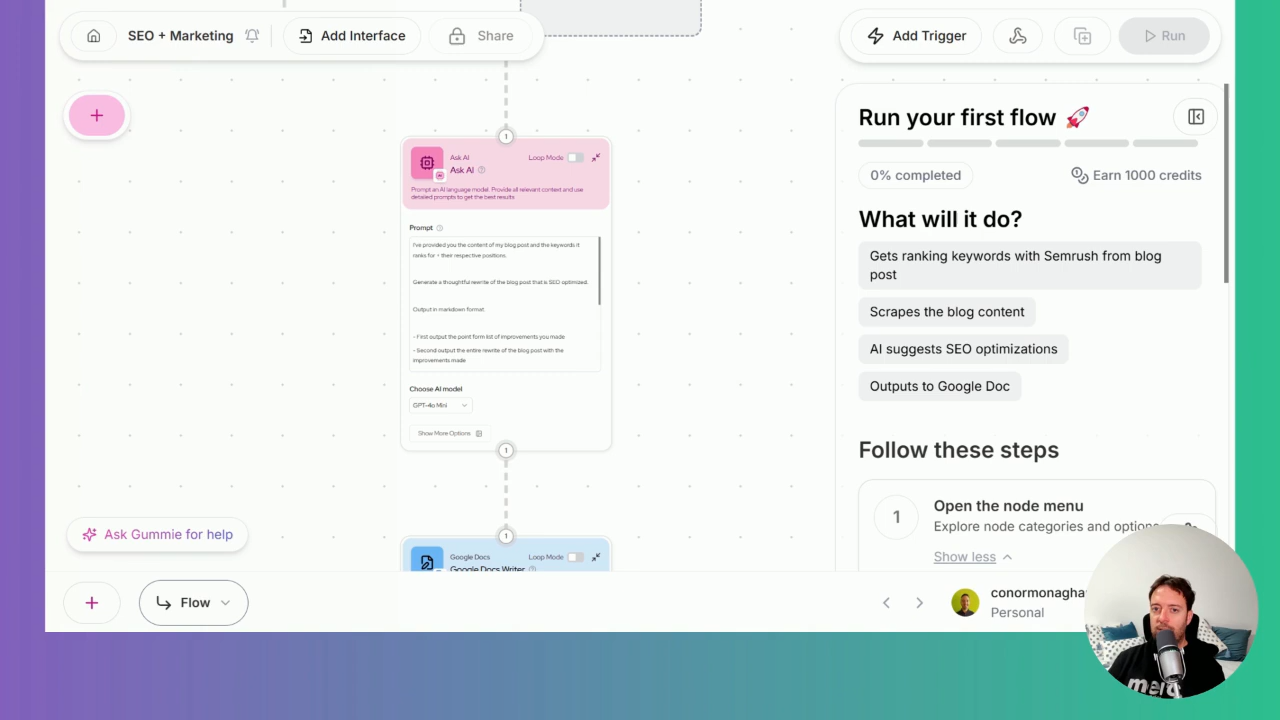 SEO + Marketing
Add Interface
Share
Add Trigger
Run
1
Ask AI
Loop Mode
Ask AI
Prompt an AI language model. Provide all relevant context and use
detailed prompts to get the best results
Prompt
I've provided you the content of my blog post and the keywords it
ranks for + their respective positions.
Generate a thoughtful rewrite of the blog post that is SEO optimized.
Output in markdown format.
- First output the point form list of improvements you made
- Second output the entire rewrite of the blog post with the
improvements made
Choose AI model
GPT-4o Mini
Show More Options
1
1
Google Docs
Loop Mode
Google Docs Writer
Ask Gummie for help
Flow
Run your first flow 🚀
0% completed
Earn 1000 credits
What will it do?
Gets ranking keywords with Semrush from blog
post
Scrapes the blog content
AI suggests SEO optimizations
Outputs to Google Doc
Follow these steps
1
Open the node menu
Explore node categories and options
Show less
conormonagha
Personal